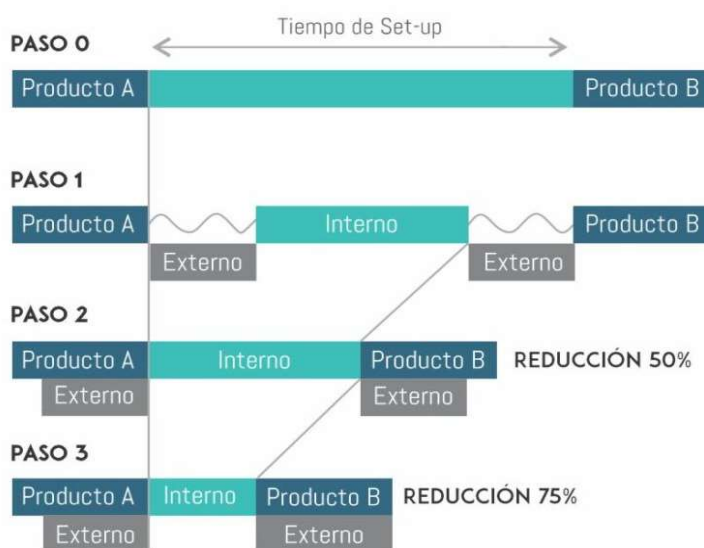 Tiempo de Set-up
PASO 0
Producto A Producto B
PASO 1
Producto A Interno Producto B
Externo Externo
PASO 2
Producto A Interno Producto B REDUCCIÓN 50%
Externo Externo
PASO 3
Producto A Interno Producto B REDUCCIÓN 75%
Externo Externo